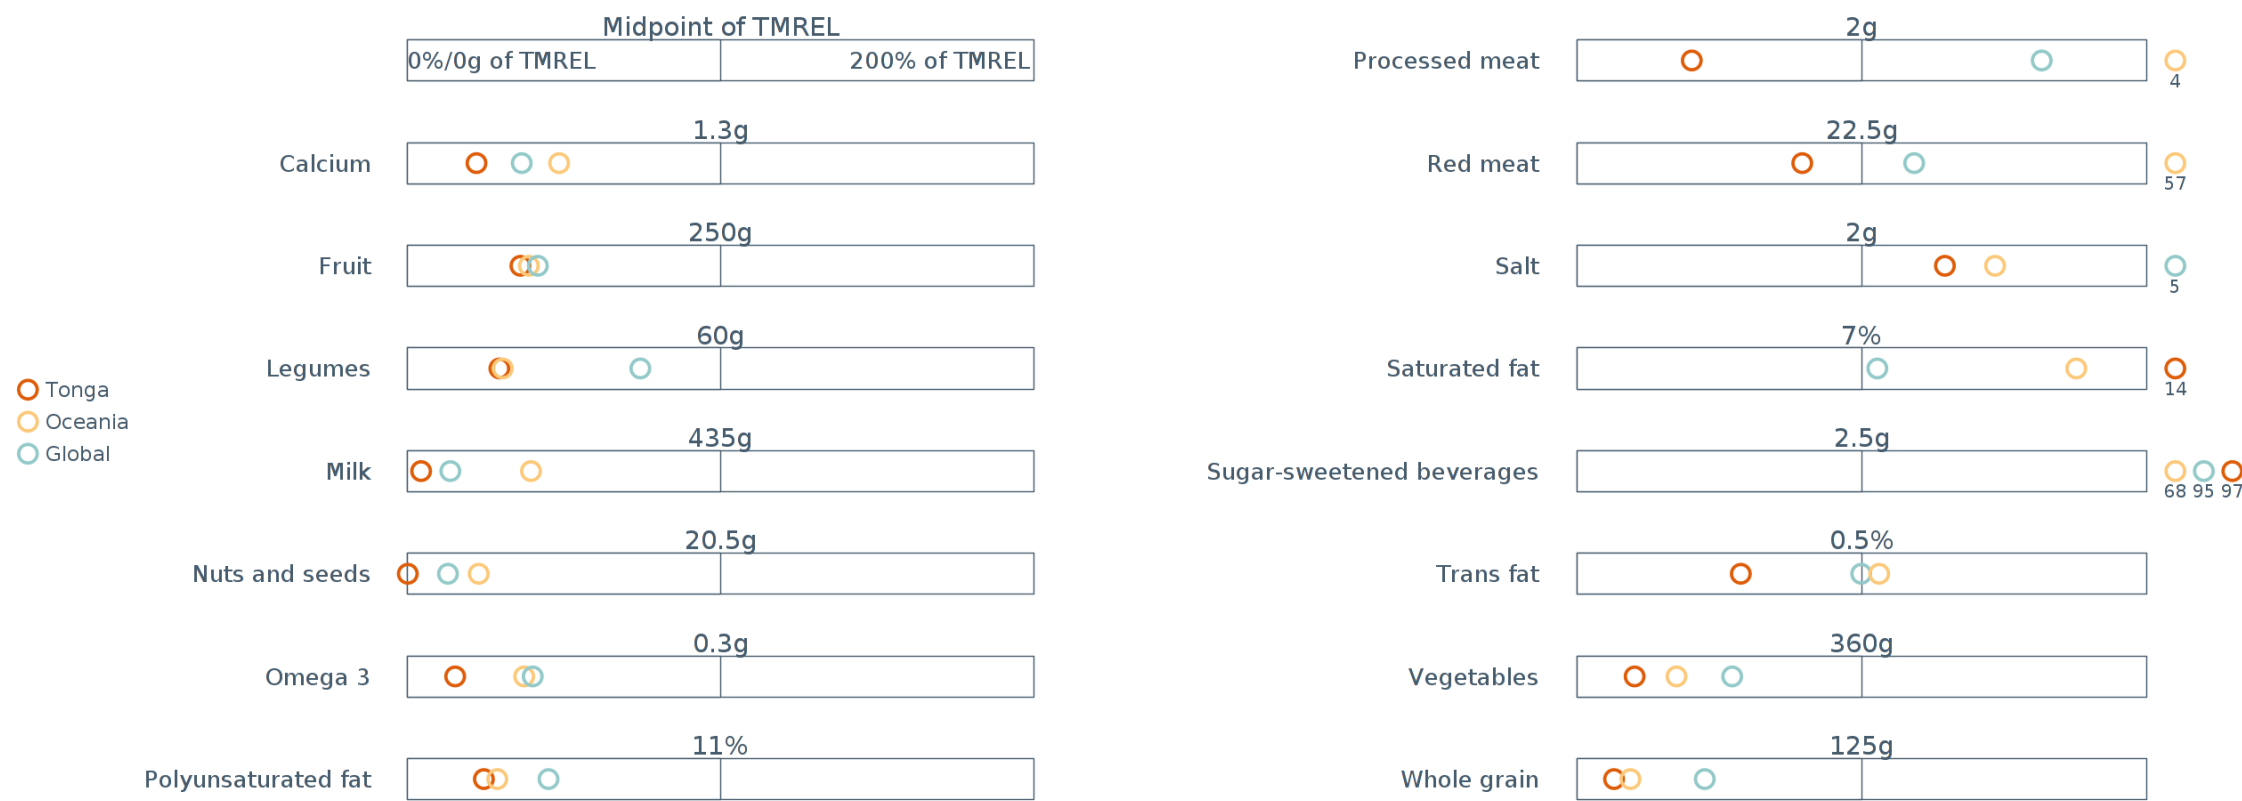 Midpoint of TMREL
0%/0g of TMREL
200% of TMREL
1.3g
Calcium
250g
Fruit
60g
Legumes
435g
Milk
20.5g
Nuts and seeds
0.3g
Omega 3
11%
Polyunsaturated fat
Tonga
Oceania
Global
2g
Processed meat
4
22.5g
Red meat
57
2g
Salt
5
7%
Saturated fat
14
2.5g
Sugar-sweetened beverages
68 95 97
0.5%
Trans fat
360g
Vegetables
125g
Whole grain